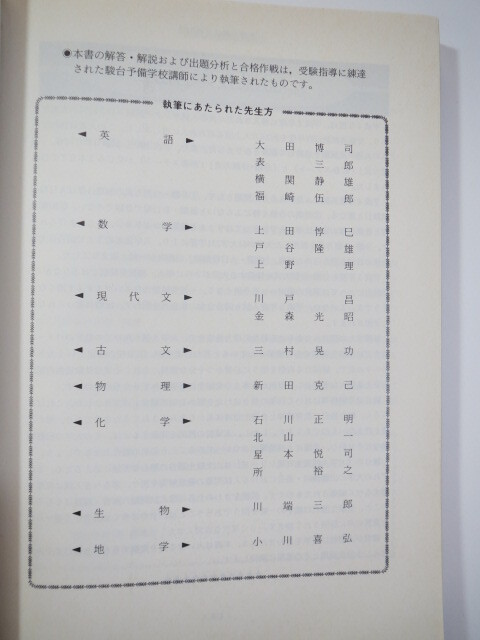 ●本書の解答・解説および出題分析と合格作戦は，受験指導に練達
された駿台予備学校講師により執筆されたものです。
執筆にあたられた先生方
◄ 英語 ► 大田博司
表三郎
横関静雄
福崎伍郎
◄ 数学 ► 上田惇巳
戸谷隆雄
上野理
◄ 現代文 ► 川戸昌
金森光昭
◄ 古文 ► 三村晃功
◄ 物理 ► 新田克己
◄ 化学 ► 石川正明
北山一
星本悦司
所裕之
◄ 生物 ► 川端三郎
◄ 地学 ► 小川喜弘